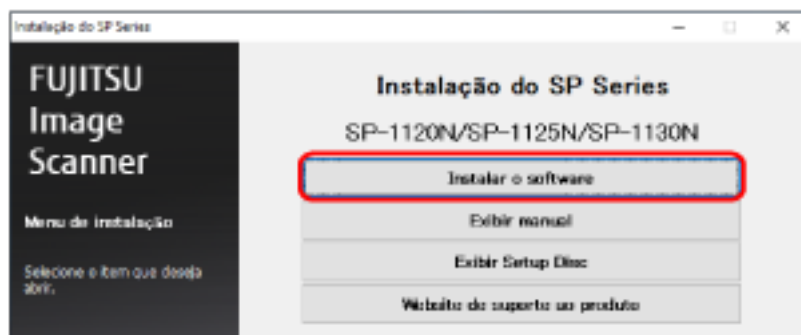 Instalação do SP Series
FUJITSU
Image
Scanner
Menu de instalação
Selecione o item que deseja
abrir.
Instalação do SP Series
SP-1120N/SP-1125N/SP-1130N
Instalar o software
Exibir manual
Exibir Setup Disc
Website de suporte ao produto